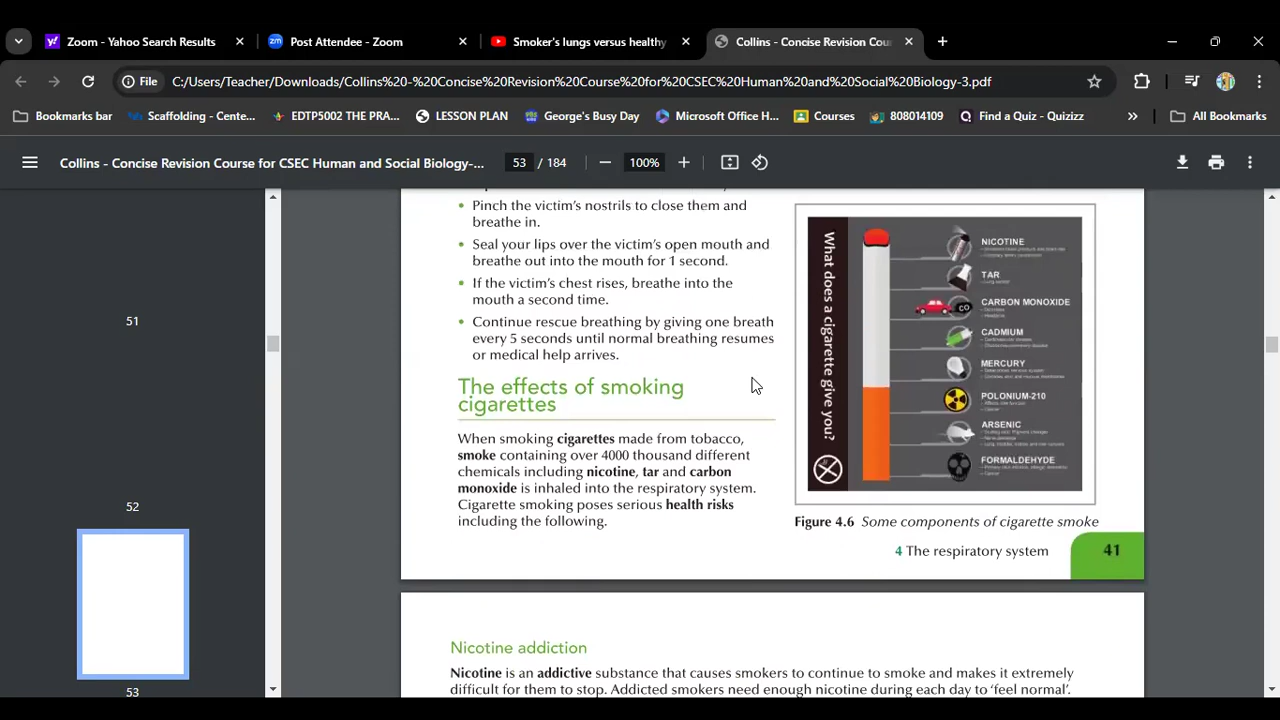 Zoom - Yahoo Search Results
Post Attendee - Zoom
Smoker's lungs versus healthy
Collins - Concise Revision Cour
File
C:/Users/Teacher/Downloads/Collins%20-%20Concise%20Revision%20Course%20for%20CSEC%20Human%20and%20Social%20Biology-3.pdf
Bookmarks bar
Scaffolding - Cente...
EDTP5002 THE PRA...
LESSON PLAN
George's Busy Day
Microsoft Office H...
Courses
808014109
Find a Quiz - Quizizz
All Bookmarks
Collins - Concise Revision Course for CSEC Human and Social Biology-...
53 / 184
100%
51
52
53
• Pinch the victim's nostrils to close them and
breathe in.
• Seal your lips over the victim's open mouth and
breathe out into the mouth for 1 second.
• If the victim's chest rises, breathe into the
mouth a second time.
• Continue rescue breathing by giving one breath
every 5 seconds until normal breathing resumes
or medical help arrives.
The effects of smoking
cigarettes
When smoking cigarettes made from tobacco,
smoke containing over 4000 thousand different
chemicals including nicotine, tar and carbon
monoxide is inhaled into the respiratory system.
Cigarette smoking poses serious health risks
including the following.
What does a cigarette give you?
NICOTINE
TAR
CARBON MONOXIDE
CO
CADMIUM
MERCURY
POLONIUM-210
ARSENIC
FORMALDEHYDE
Figure 4.6 Some components of cigarette smoke
4 The respiratory system
41
Nicotine addiction
Nicotine is an addictive substance that causes smokers to continue to smoke and makes it extremely
difficult for them to stop. Addicted smokers need enough nicotine during each day to 'feel normal'.